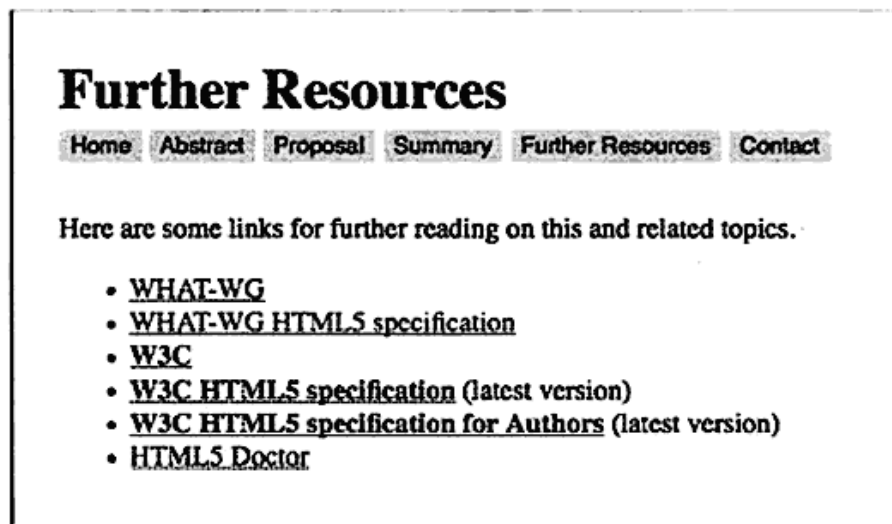 Further Resources
Home Abstract Proposal Summary Further Resources Contact
Here are some links for further reading on this and related topics.
• WHAT-WG
• WHAT-WG HTML5 specification
• W3C
• W3C HTML5 specification (latest version)
• W3C HTML5 specification for Authors (latest version)
• HTML5 Doctor